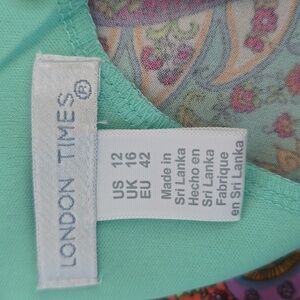 LONDON TIMES®
US 12
UK 16
EU 42
Made in
Sri Lanka
Hecho en
Sri Lanka
Fabrique
en Sri Lanka